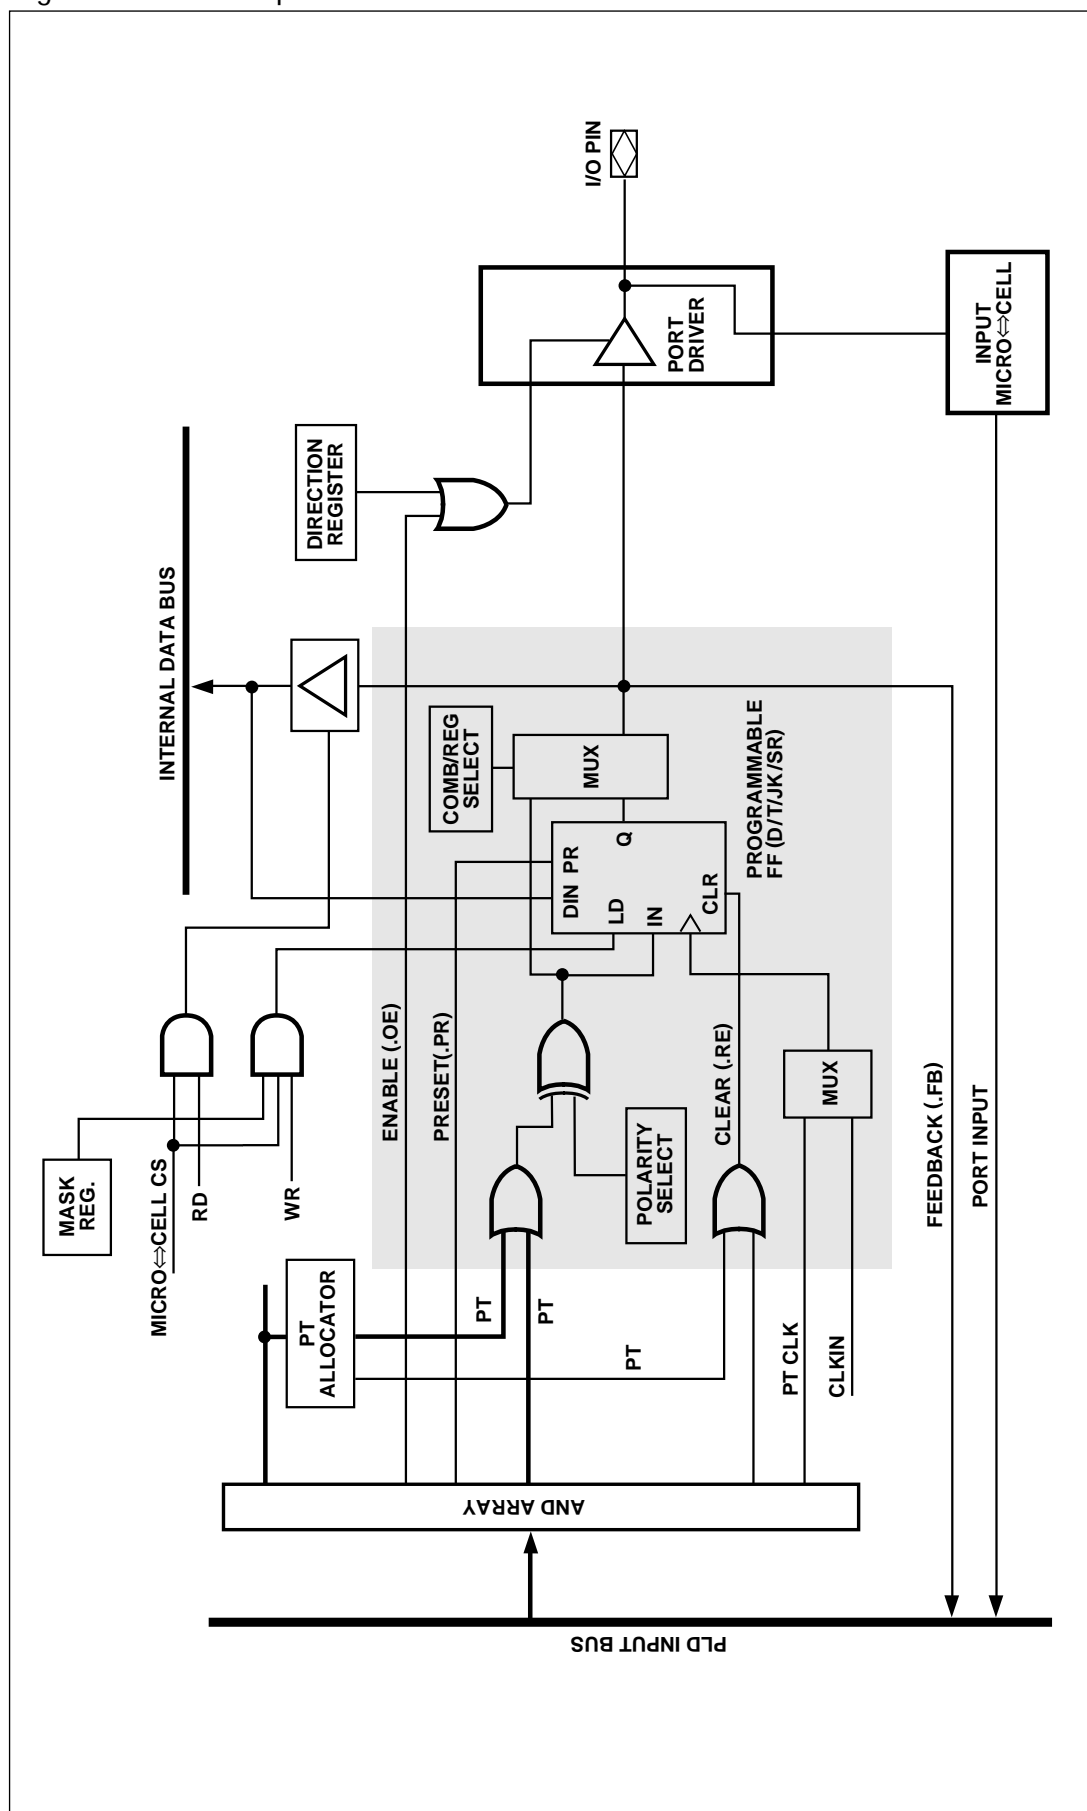 MASK
REG.
MICRO⇔CELL CS
RD
WR
INTERNAL DATA BUS
DIRECTION
REGISTER
PT
ALLOCATOR
ENABLE (.OE)
PRESET(.PR)
COMB/REG
SELECT
PT
PT
AND ARRAY
PLD INPUT BUS
POLARITY
SELECT
MUX
DIN
PR
LD
Q
IN
CLR
PROGRAMMABLE
FF (D/T/JK/SR)
I/O PIN
PORT
DRIVER
PT
CLEAR (.RE)
PT CLK
CLKIN
MUX
FEEDBACK (.FB)
PORT INPUT
INPUT
MICRO⇔CELL